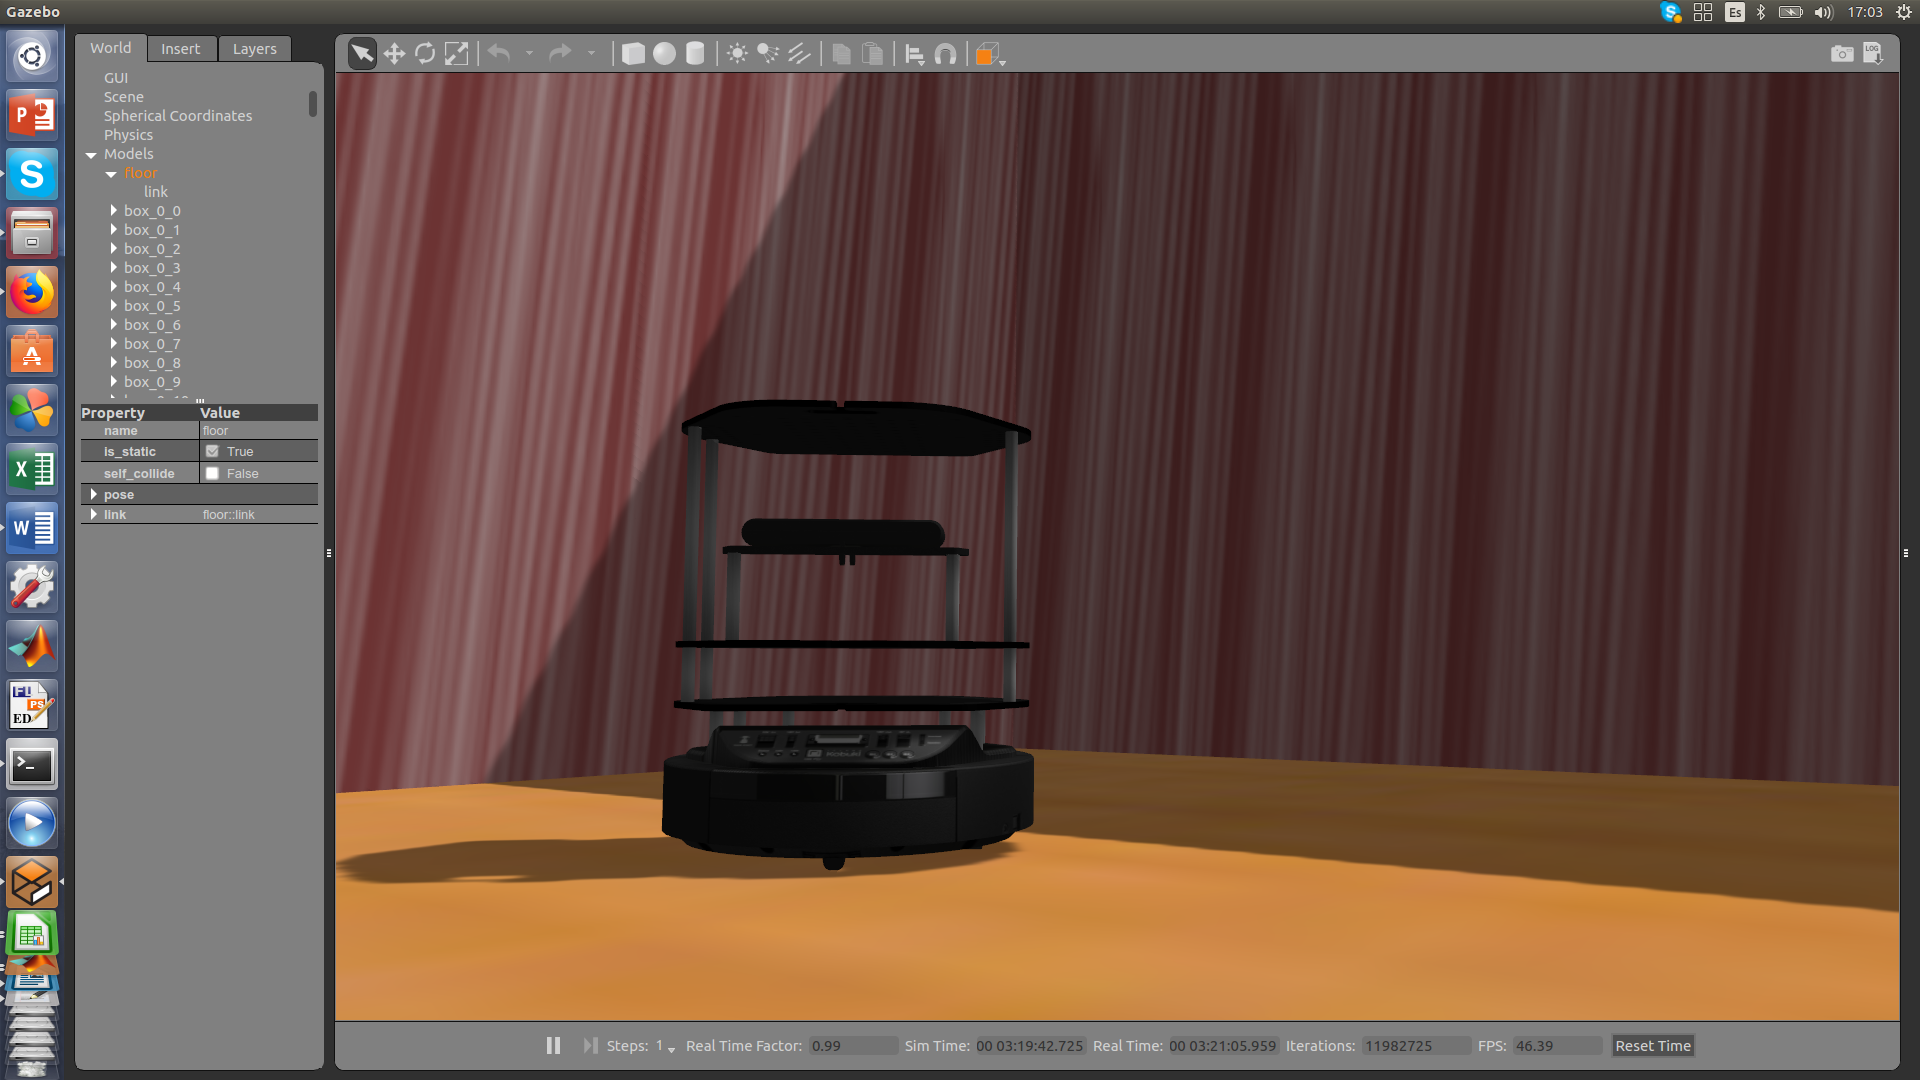 Gazebo
Es
17:03
World
Insert
Layers
LOG
GUI
Scene
Spherical Coordinates
Physics
Models
floor
link
box_0_0
box_0_1
box_0_2
box_0_3
box_0_4
box_0_5
box_0_6
box_0_7
box_0_8
box_0_9
Property Value
name floor
is_static True
self_collide False
pose
link floor::link
Steps: 1 Real Time Factor: 0.99 Sim Time: 00 03:19:42.725 Real Time: 00 03:21:05.959 Iterations: 11982725 FPS: 46.39 Reset Time